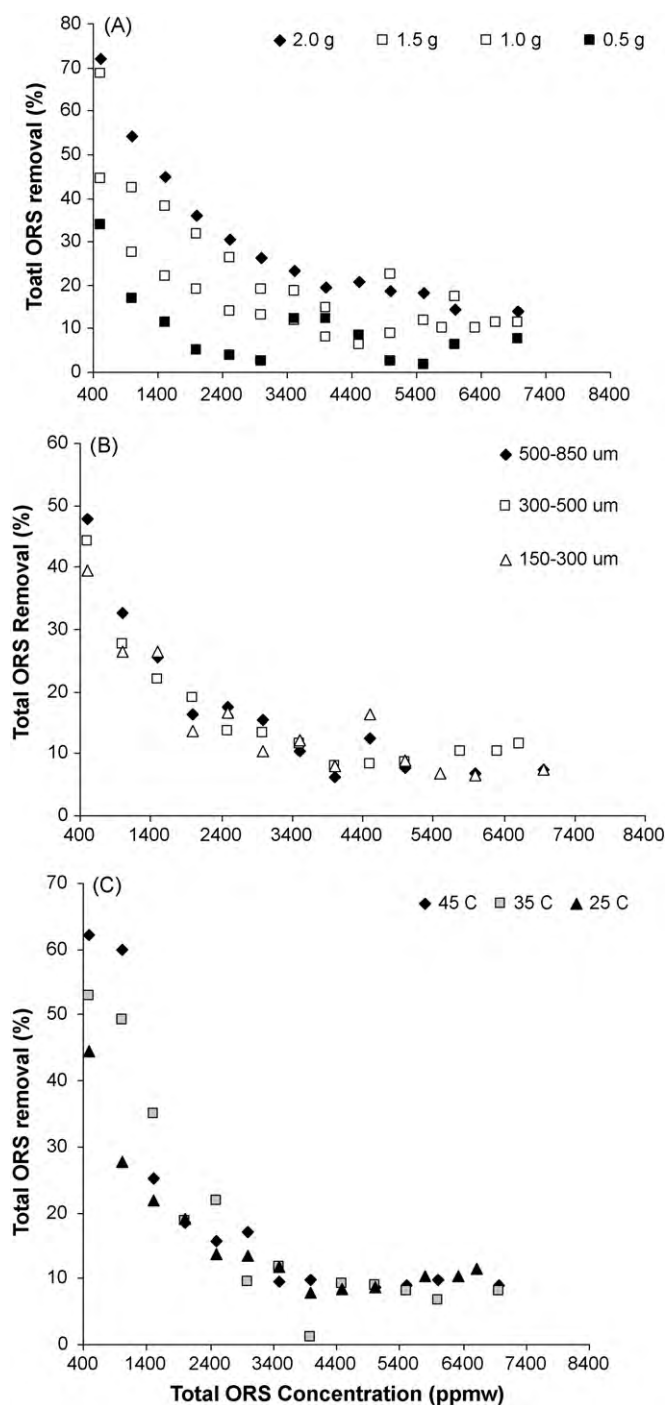 (A)
2.0 g 1.5 g 1.0 g 0.5 g
Toatl ORS removal (%)
80
70
60
50
40
30
20
10
0
400 1400 2400 3400 4400 5400 6400 7400 8400
(B)
500-850 um
300-500 um
150-300 um
Total ORS Removal (%)
60
50
40
30
20
10
0
400 1400 2400 3400 4400 5400 6400 7400 8400
(C)
45 C 35 C 25 C
Total ORS removal (%)
70
60
50
40
30
20
10
0
400 1400 2400 3400 4400 5400 6400 7400 8400
Total ORS Concentration (ppmw)